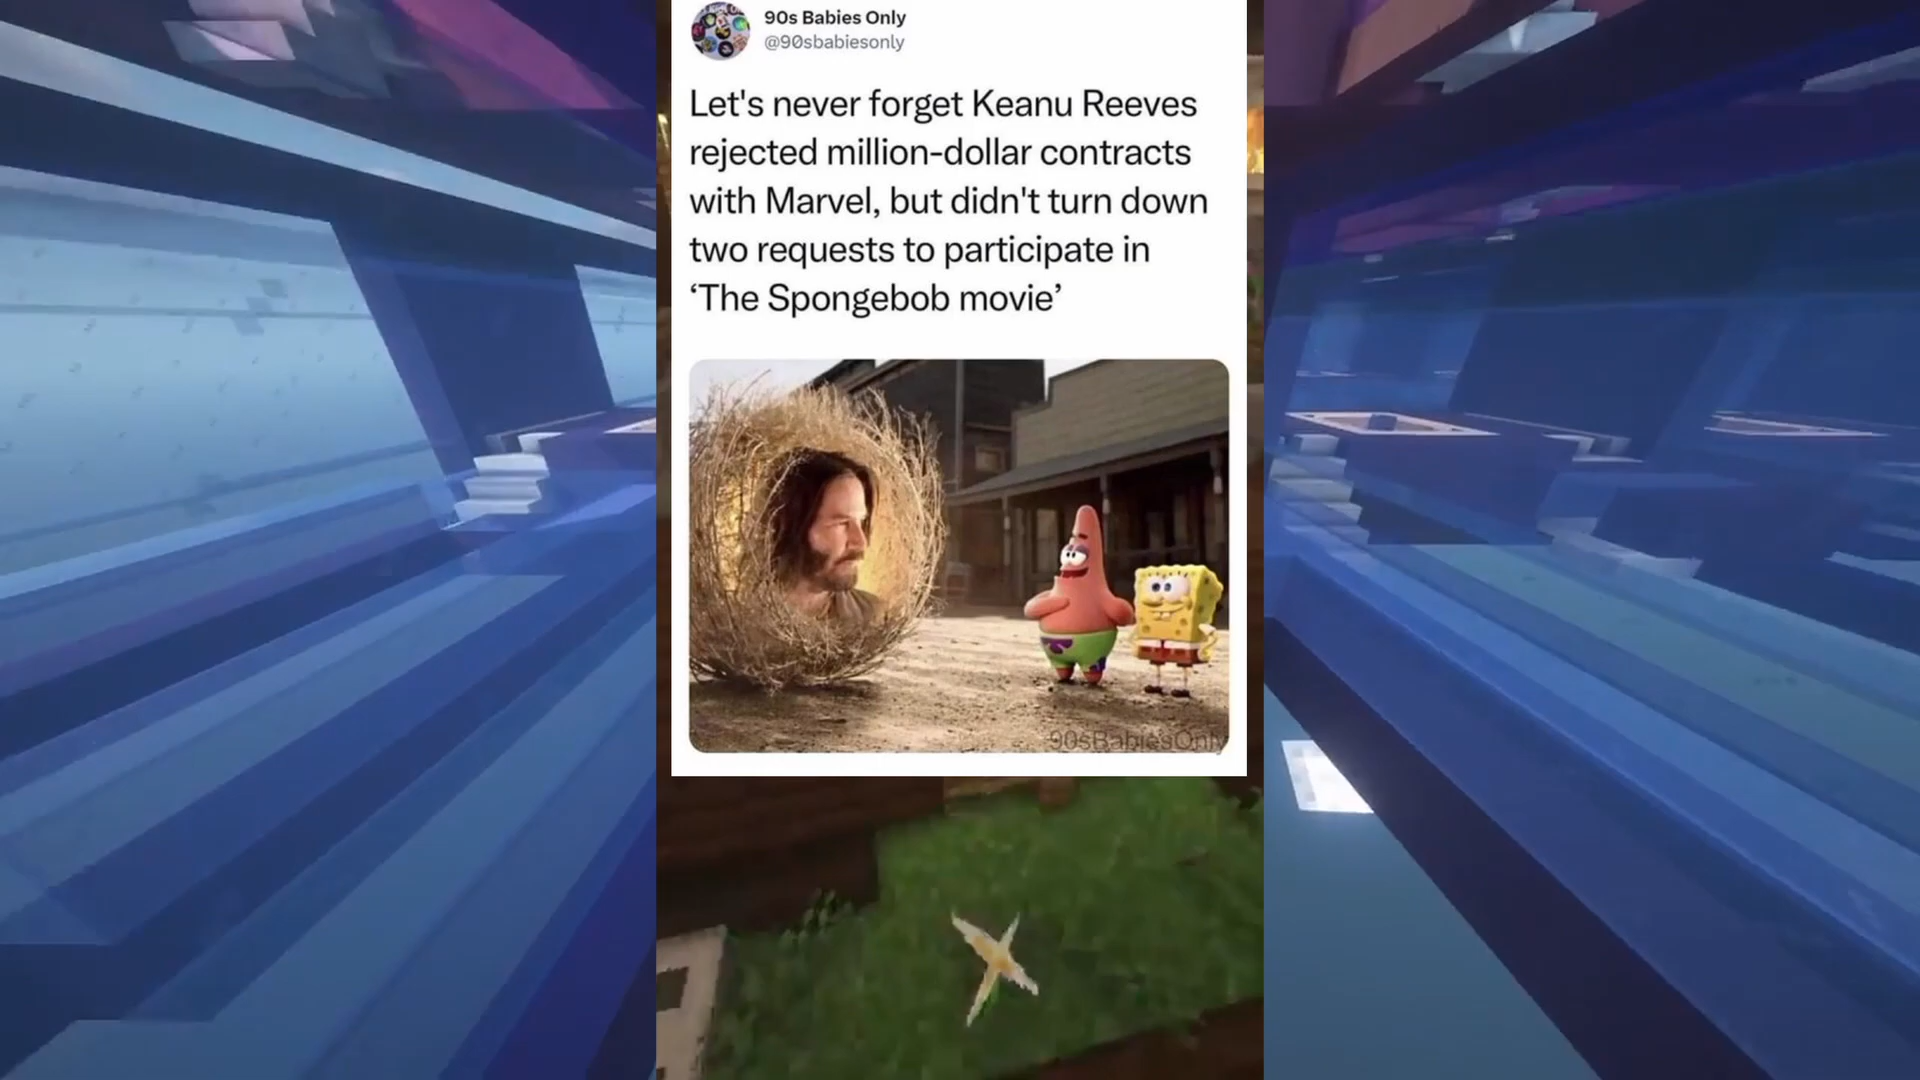 90s Babies Only
@90sbabiesonly
Let's never forget Keanu Reeves
rejected million-dollar contracts
with Marvel, but didn't turn down
two requests to participate in
‘The Spongebob movie’
90sBabiesOnly